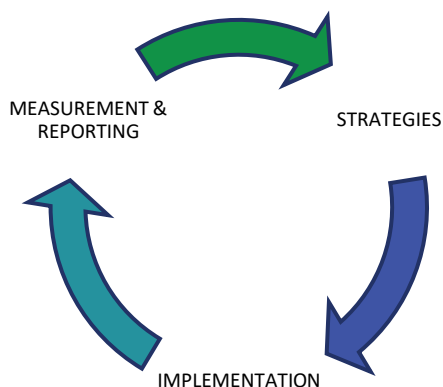 MEASUREMENT &
REPORTING
STRATEGIES
IMPLEMENTATION